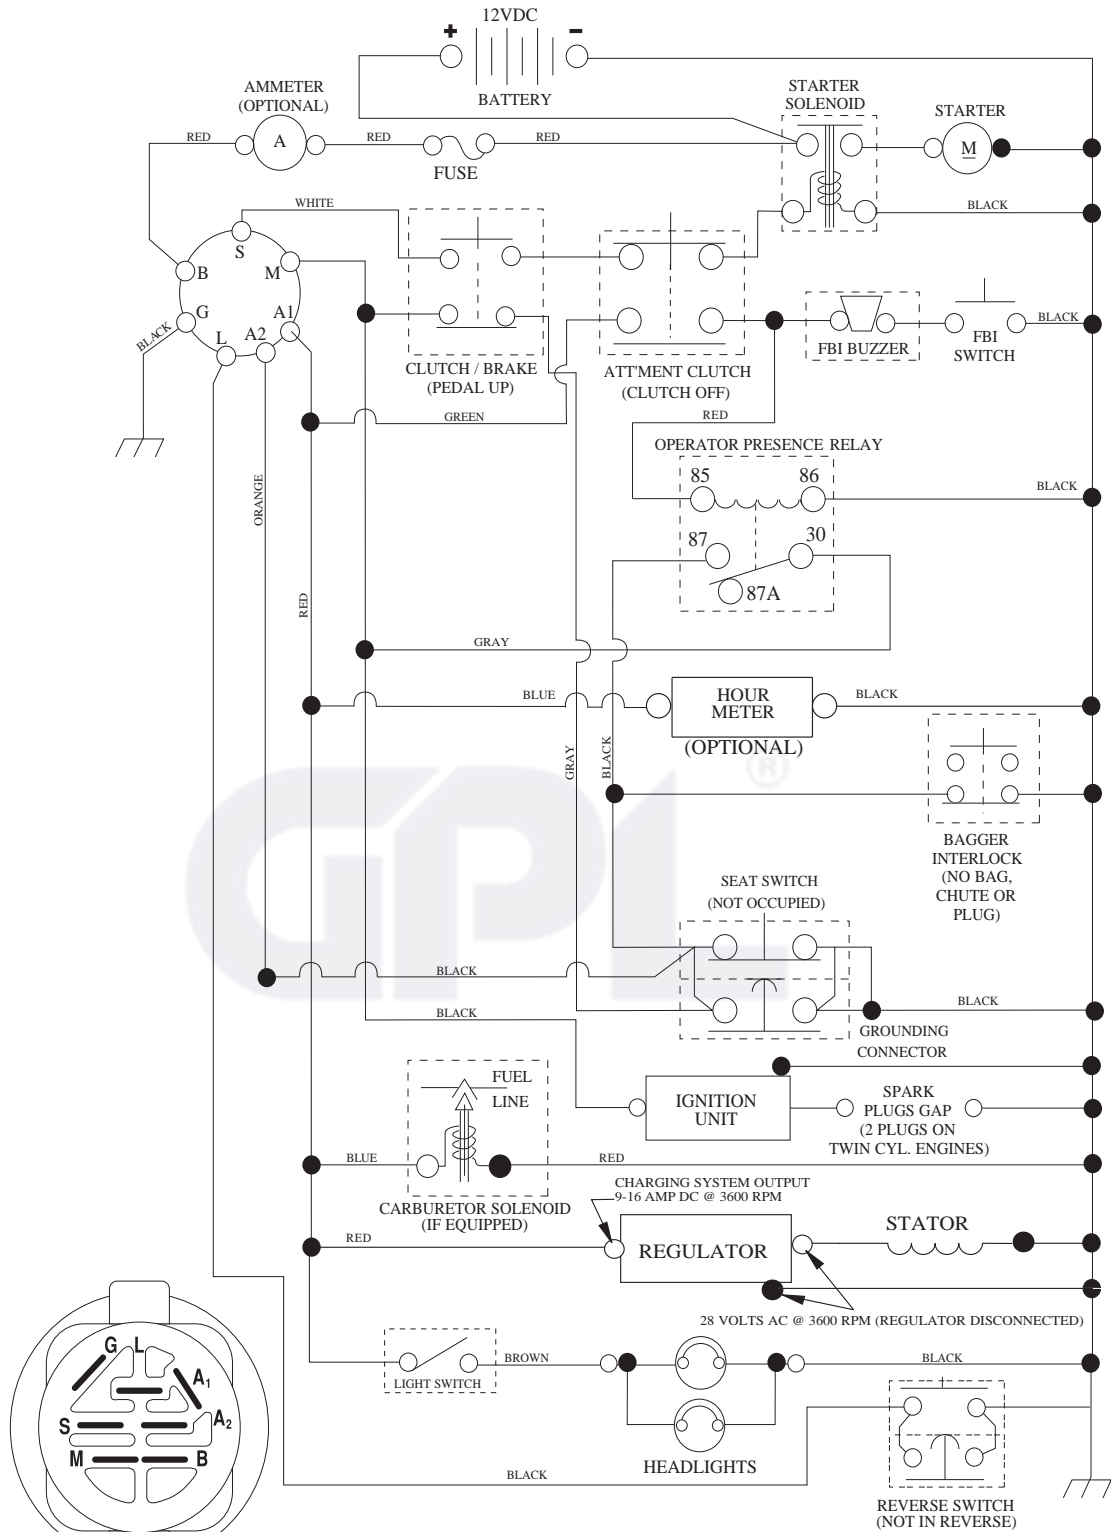 12VDC
+
−
BATTERY
AMMETER
(OPTIONAL)
STARTER
SOLENOID
STARTER
RED
A
RED
FUSE
RED
M
WHITE
BLACK
S
B
M
G
A1
L
A2
BLACK
CLUTCH / BRAKE
(PEDAL UP)
ATT'MENT CLUTCH
(CLUTCH OFF)
FBI BUZZER
FBI
SWITCH
BLACK
GREEN
RED
OPERATOR PRESENCE RELAY
85
86
BLACK
87
30
87A
ORANGE
RED
GRAY
BLUE
HOUR
METER
(OPTIONAL)
BLACK
GRAY
BLACK
GPL
®
BAGGER
INTERLOCK
(NO BAG,
CHUTE OR
PLUG)
SEAT SWITCH
(NOT OCCUPIED)
BLACK
BLACK
BLACK
GROUNDING
CONNECTOR
FUEL
LINE
IGNITION
UNIT
SPARK
PLUGS GAP
(2 PLUGS ON
TWIN CYL. ENGINES)
BLUE
RED
CARBURETOR SOLENOID
(IF EQUIPPED)
CHARGING SYSTEM OUTPUT
9-16 AMP DC @ 3600 RPM
RED
REGULATOR
STATOR
28 VOLTS AC @ 3600 RPM (REGULATOR DISCONNECTED)
LIGHT SWITCH
BROWN
BLACK
HEADLIGHTS
BLACK
REVERSE SWITCH
(NOT IN REVERSE)
G
L
A1
A2
S
M
B